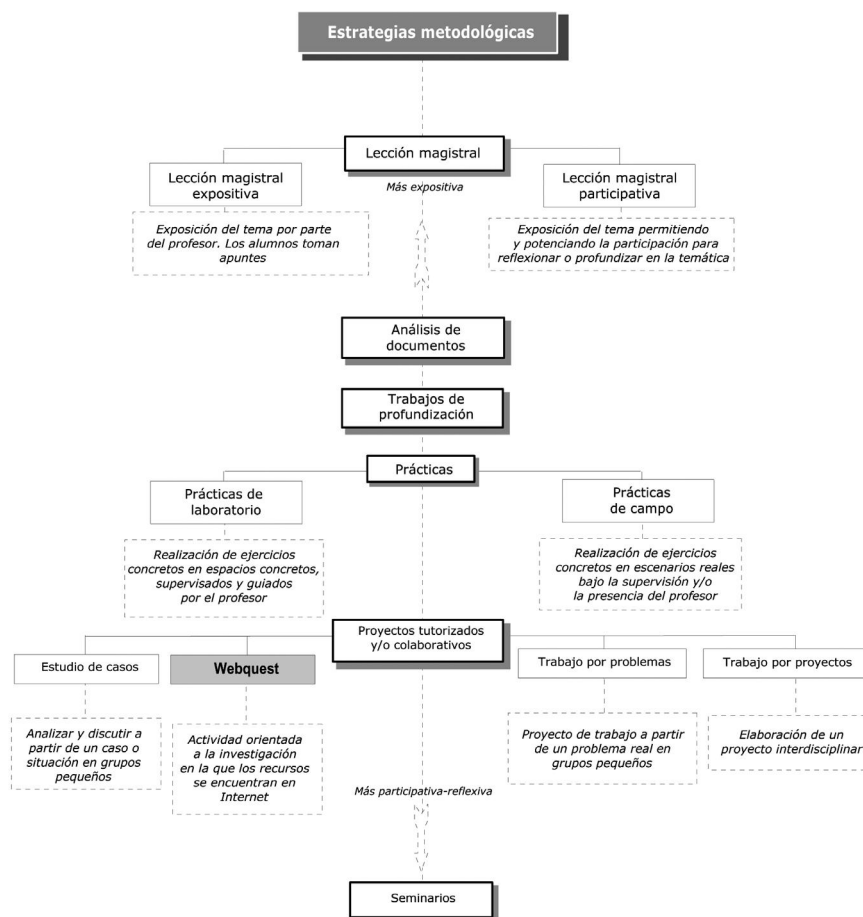 Estrategias metodológicas
Lección magistral
Lección magistral
expositiva
Más expositiva
Lección magistral
participativa
Exposición del tema por parte
del profesor. Los alumnos toman
apuntes
Exposición del tema permitiendo
y potenciando la participación para
reflexionar o profundizar en la temática
Análisis de
documentos
Trabajos de
profundización
Prácticas
Prácticas de
laboratorio
Prácticas
de campo
Realización de ejercicios
concretos en espacios concretos,
supervisados y guiados
por el profesor
Realización de ejercicios
concretos en escenarios reales
bajo la supervisión y/o
la presencia del profesor
Proyectos tutorizados
y/o colaborativos
Estudio de casos
Webquest
Trabajo por problemas
Trabajo por proyectos
Analizar y discutir a
partir de un caso o
situación en grupos
pequeños
Actividad orientada
a la investigación
en la que los recursos
se encuentran en
Internet
Proyecto de trabajo a partir
de un problema real en
grupos pequeños
Elaboración de un
proyecto interdisciplinar
Más participativa-reflexiva
Seminarios